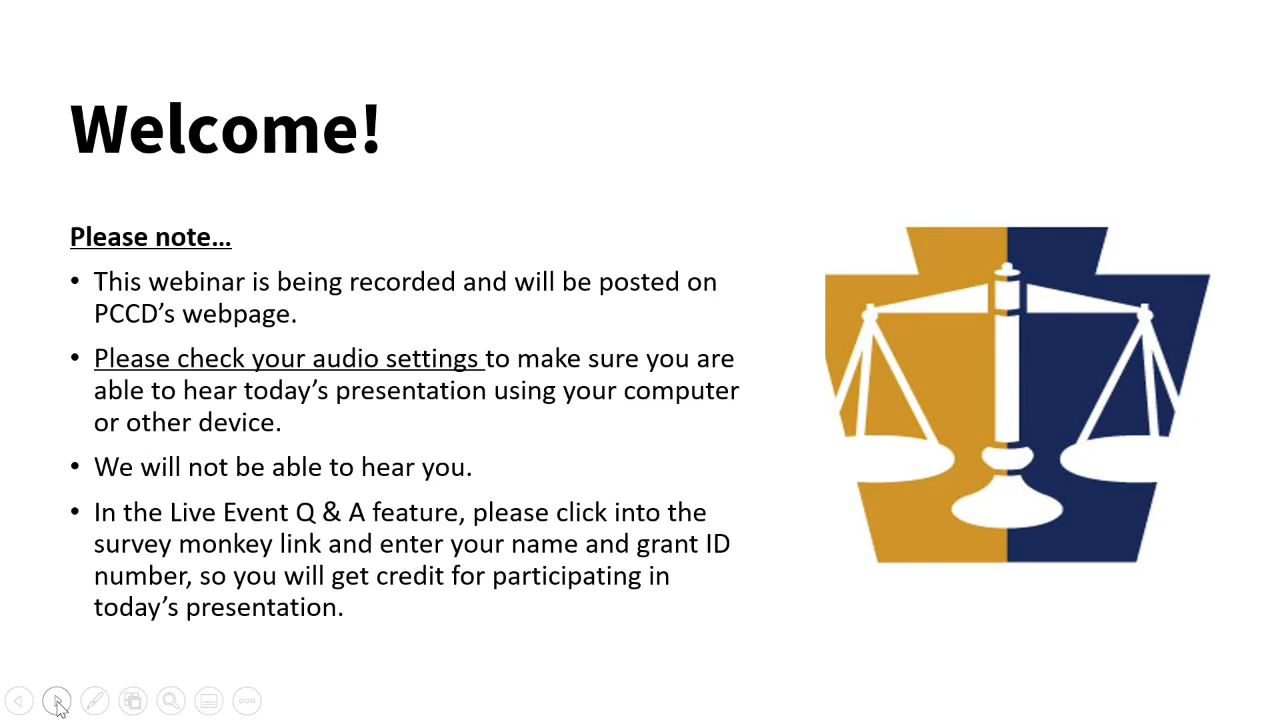 Welcome!
Please note…
• This webinar is being recorded and will be posted on
PCCD’s webpage.
• Please check your audio settings to make sure you are
able to hear today’s presentation using your computer
or other device.
• We will not be able to hear you.
• In the Live Event Q & A feature, please click into the
survey monkey link and enter your name and grant ID
number, so you will get credit for participating in
today’s presentation.